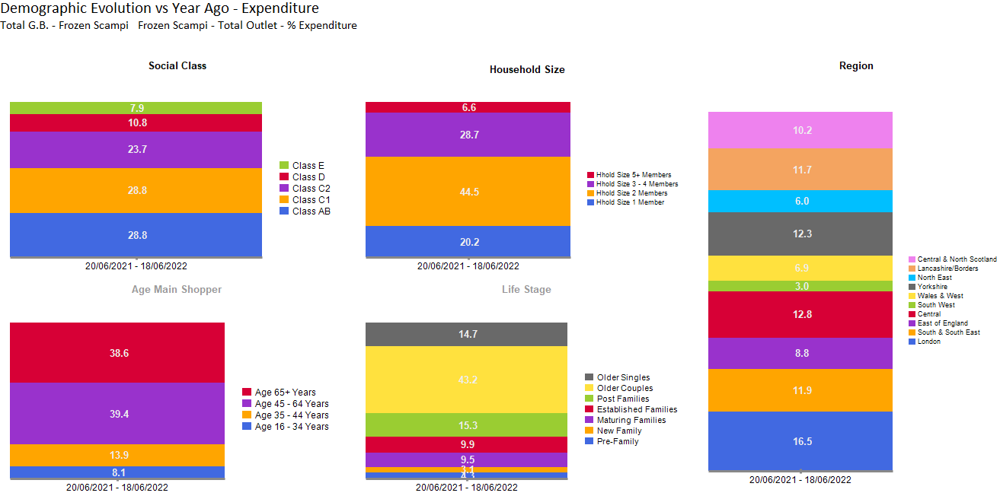 Demographic Evolution vs Year Ago - Expenditure
Total G.B. - Frozen Scampi   Frozen Scampi - Total Outlet - % Expenditure
Social Class
7.9
10.8
23.7
28.8
28.8
20/06/2021 - 18/06/2022
Class E
Class D
Class C2
Class C1
Class AB
Household Size
6.6
28.7
44.5
20.2
20/06/2021 - 18/06/2022
Hhold Size 5+ Members
Hhold Size 3 - 4 Members
Hhold Size 2 Members
Hhold Size 1 Member
Region
10.2
11.7
6.0
12.3
6.9
3.0
12.8
8.8
11.9
16.5
20/06/2021 - 18/06/2022
Central & North Scotland
Lancashire/Borders
North East
Yorkshire
Wales & West
South West
Central
East of England
South & South East
London
Age Main Shopper
38.6
39.4
13.9
8.1
20/06/2021 - 18/06/2022
Age 65+ Years
Age 45 - 64 Years
Age 35 - 44 Years
Age 16 - 34 Years
Life Stage
14.7
43.2
15.3
9.9
9.5
3.1
4.3
20/06/2021 - 18/06/2022
Older Singles
Older Couples
Post Families
Established Families
Maturing Families
New Family
Pre-Family